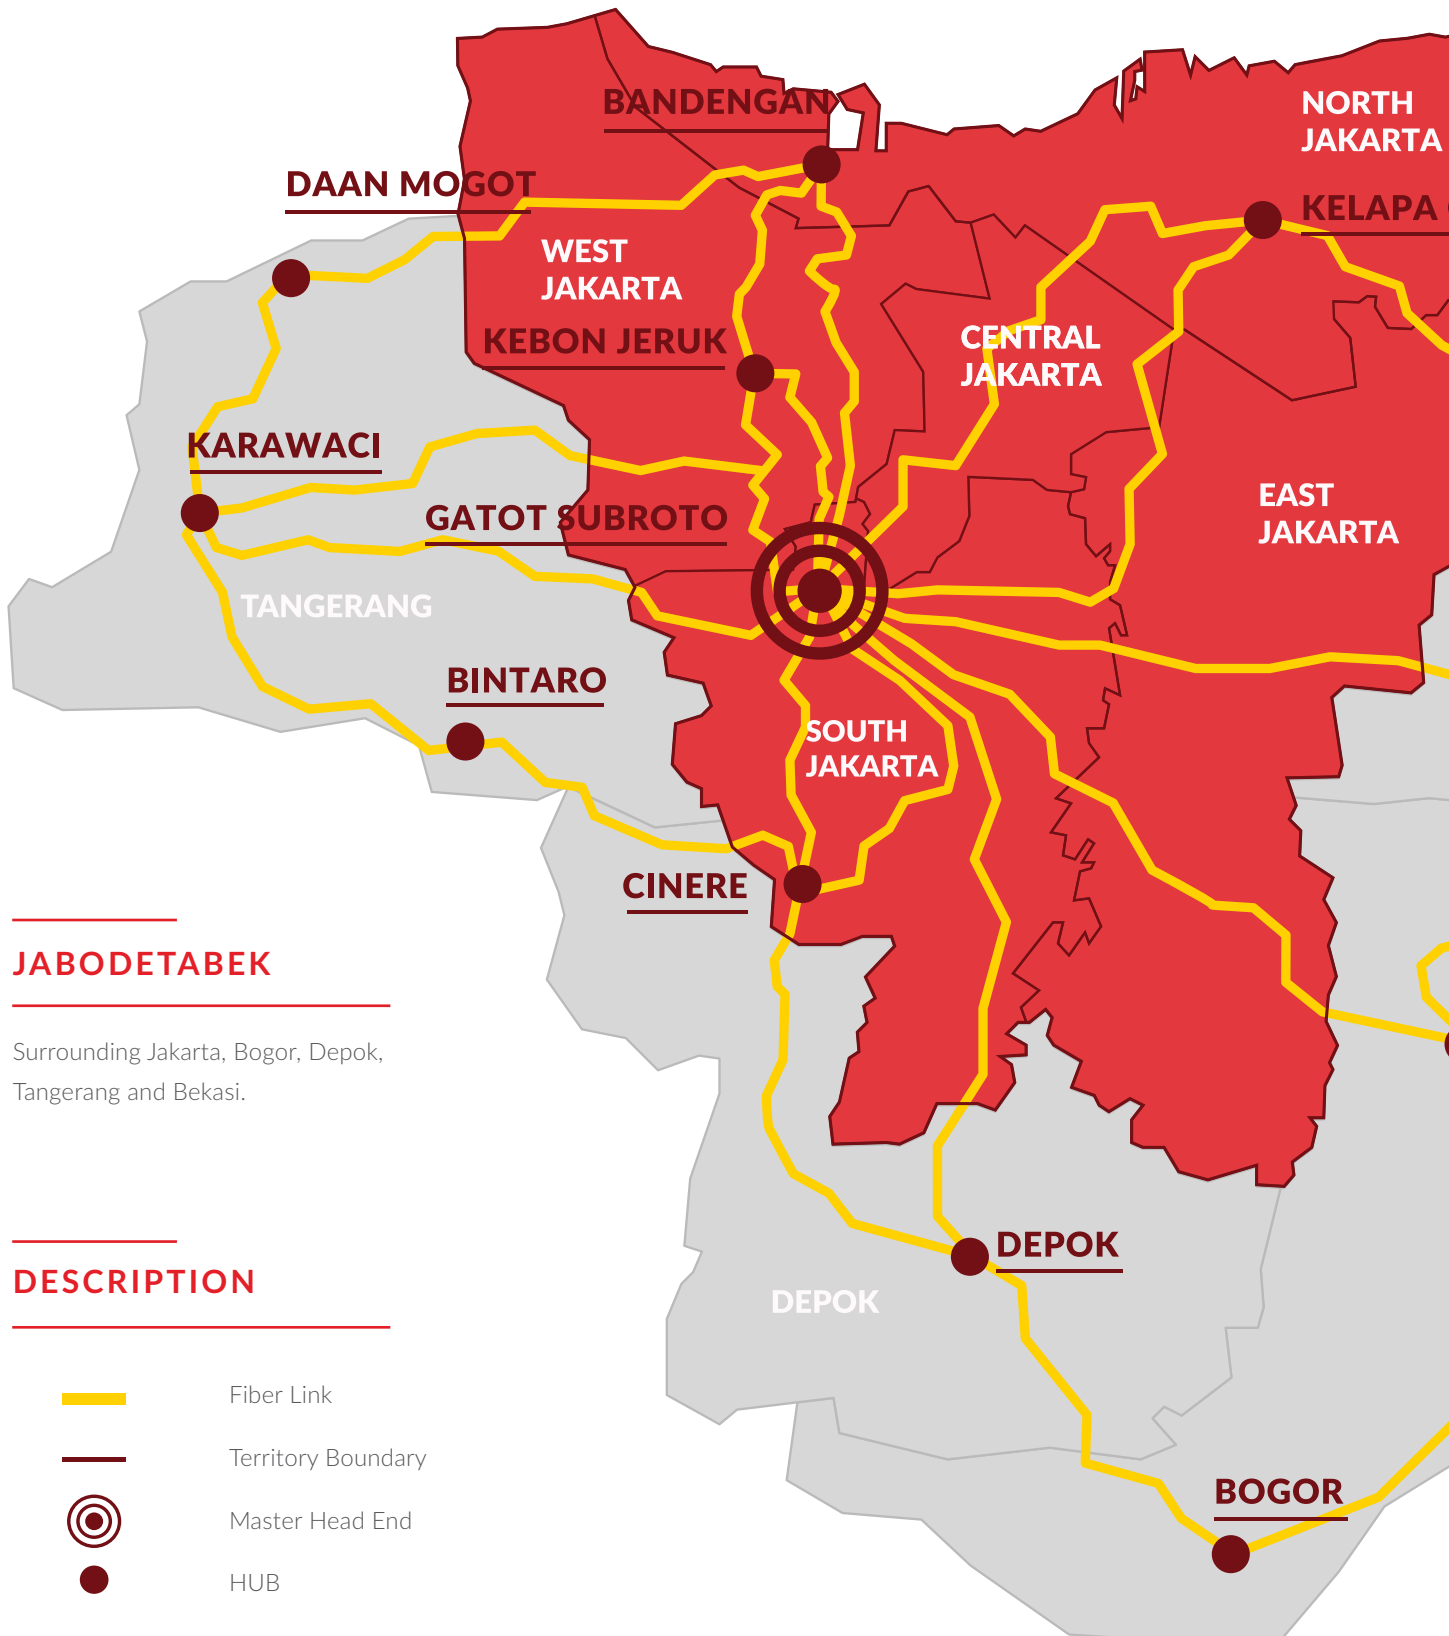 BANDENGAN
NORTH
JAKARTA
DAAN MOGOT
KELAPA
WEST
JAKARTA
KEBON JERUK
CENTRAL
JAKARTA
KARAWACI
EAST
JAKARTA
GATOT SUBROTO
TANGERANG
BINTARO
SOUTH
JAKARTA
CINERE
JABODETABEK
Surrounding Jakarta, Bogor, Depok,
Tangerang and Bekasi.
DEPOK
DESCRIPTION
DEPOK
Fiber Link
Territory Boundary
BOGOR
Master Head End
HUB